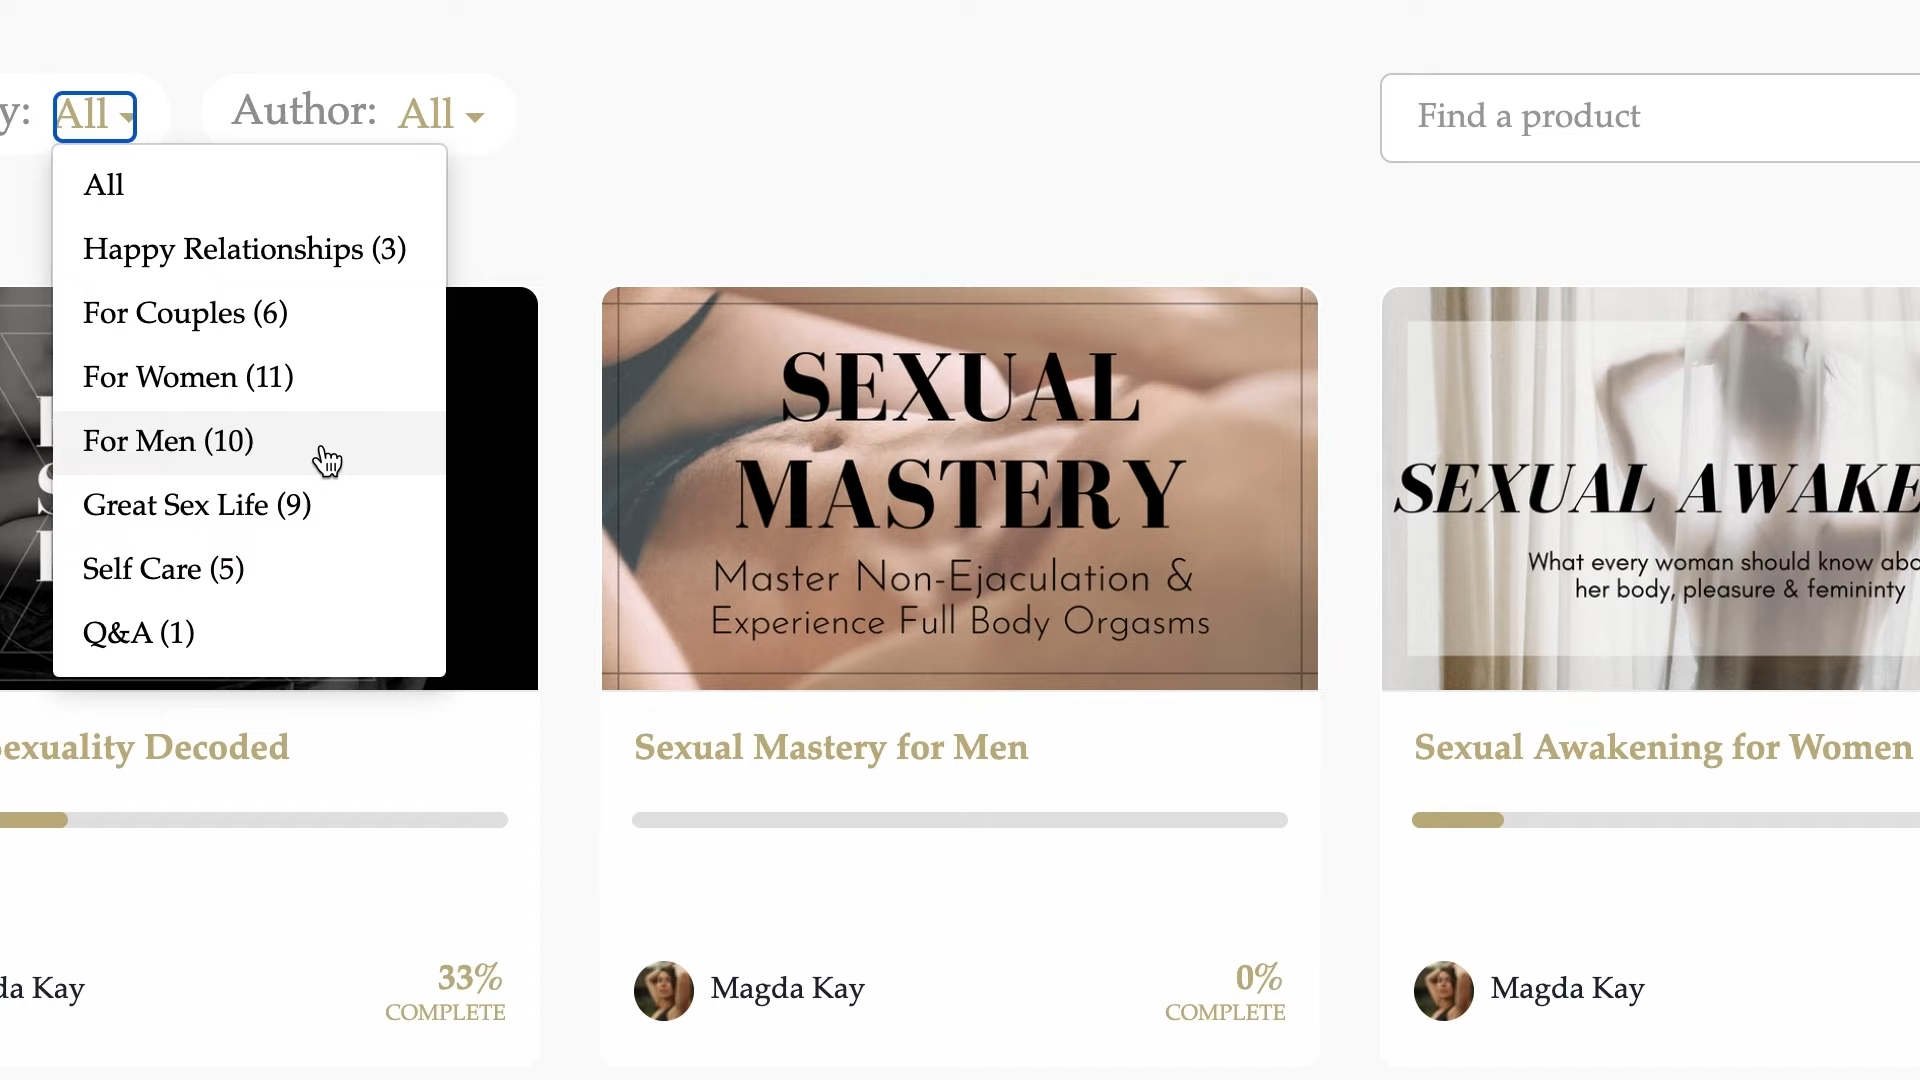 y: All
Author: All
Find a product
All
Happy Relationships (3)
For Couples (6)
For Women (11)
For Men (10)
Great Sex Life (9)
Self Care (5)
Q&A (1)
SEXUAL
MASTERY
Master Non-Ejaculation &
Experience Full Body Orgasms
SEXUAL AWAKE
What every woman should know abo
her body, pleasure & femininty
exuality Decoded
Sexual Mastery for Men
Sexual Awakening for Women
da Kay
33%
COMPLETE
Magda Kay
0%
COMPLETE
Magda Kay